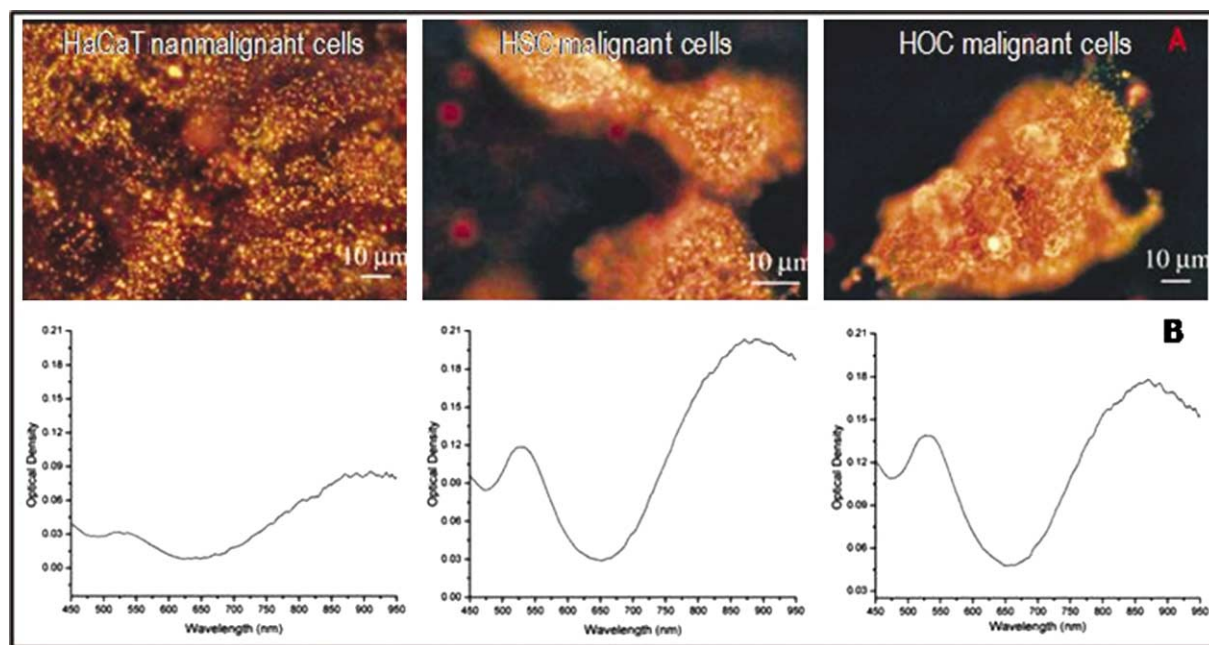 HaCaT nanmalignant cells
HSC malignant cells
HOC malignant cells
A
10 μm
10 μm
10 μm
B
0.21
0.18
0.15
0.12
0.09
0.06
0.03
0.00
Optical Density
450 500 550 600 650 700 750 800 850 900 950
Wavelength (nm)
0.21
0.18
0.15
0.12
0.09
0.06
0.03
0.00
Optical Density
450 500 550 600 650 700 750 800 850 900 950
Wavelength (nm)
0.21
0.18
0.15
0.12
0.09
0.06
0.03
Optical Density
450 500 550 600 650 700 750 800 850 900 950
Wavelength (nm)